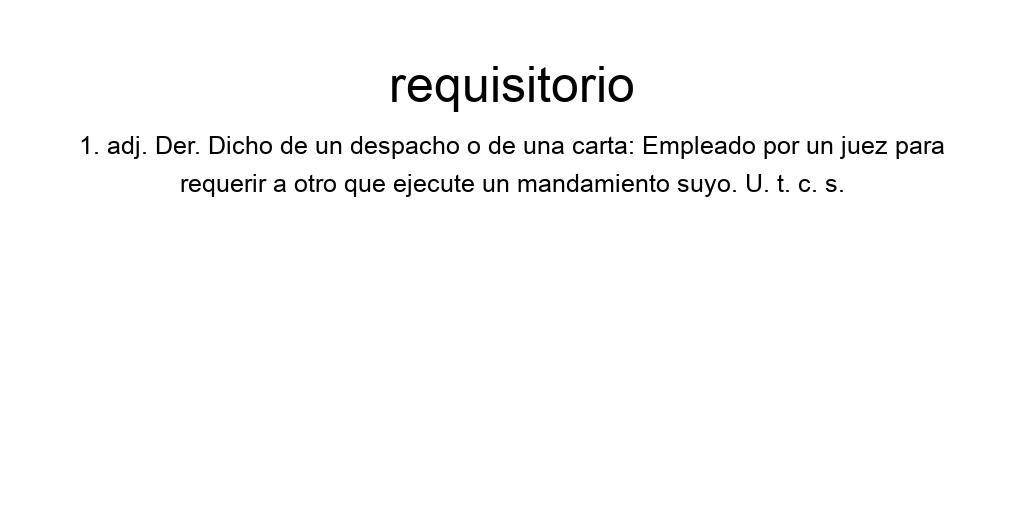 requisitorio
1. adj. Der. Dicho de un despacho o de una carta: Empleado por un juez para
requerir a otro que ejecute un mandamiento suyo. U. t. c. s.